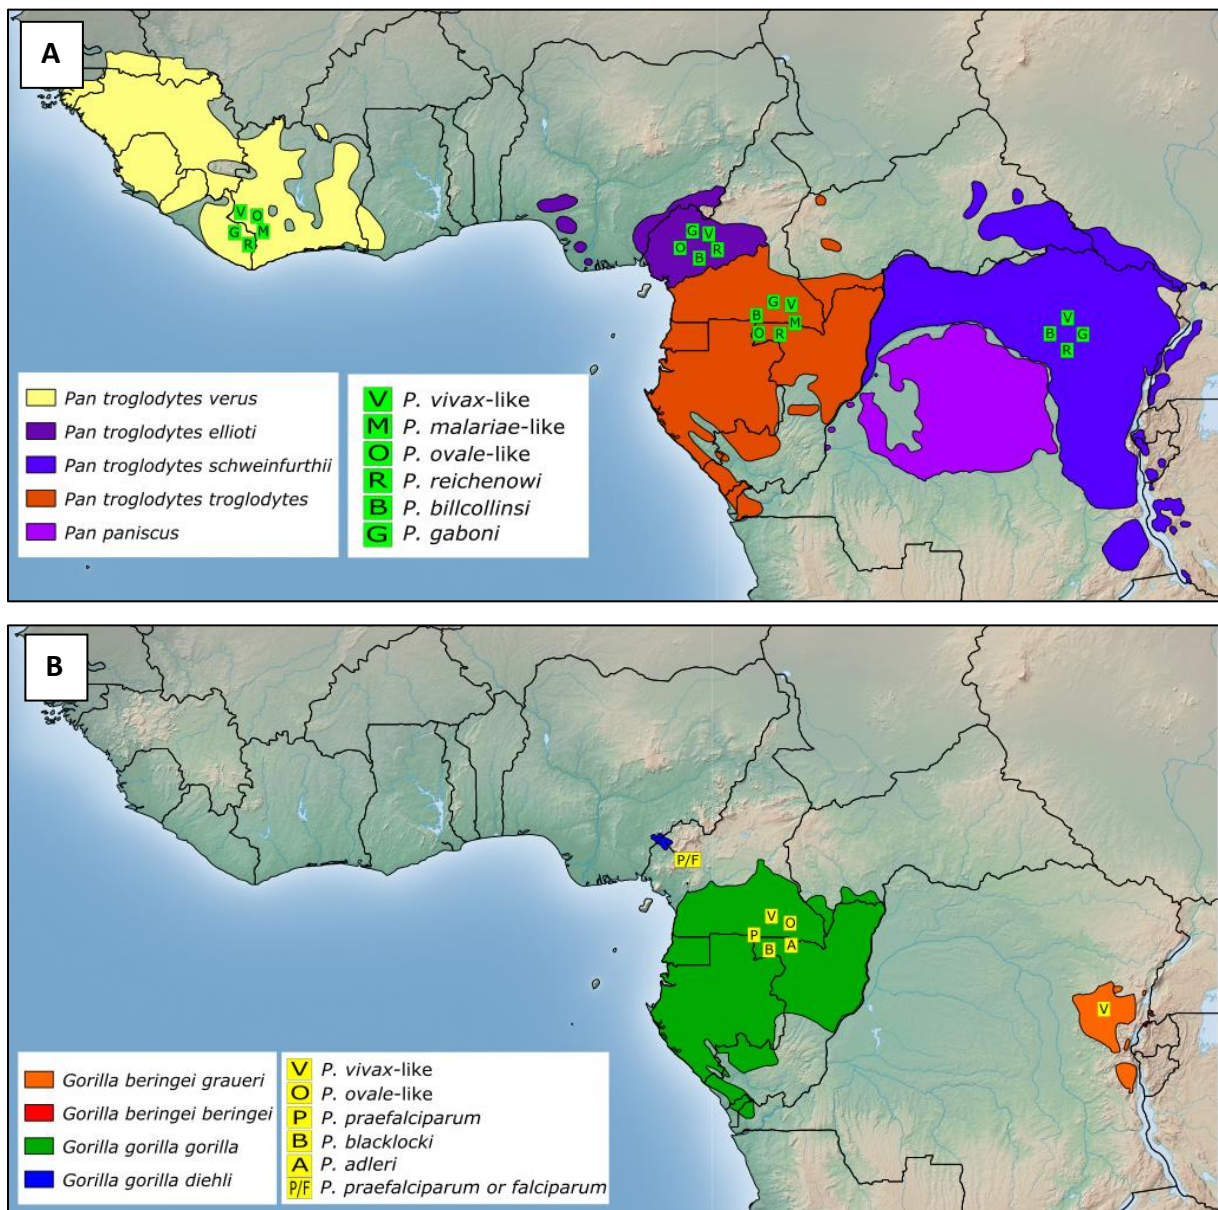 A
V
O
G
M
R
G
V
O
R
B
G
V
B
M
O
R
V
B
G
R
Pan troglodytes verus
Pan troglodytes ellioti
Pan troglodytes schweinfurthii
Pan troglodytes troglodytes
Pan paniscus
V P. vivax-like
M P. malariae-like
O P. ovale-like
R P. reichenowi
B P. billcollinsi
G P. gaboni
B
P/F
V
O
P
B
A
V
Gorilla beringei graueri
Gorilla beringei beringei
Gorilla gorilla gorilla
Gorilla gorilla diehli
V P. vivax-like
O P. ovale-like
P P. praefalciparum
B P. blacklocki
A P. adleri
P/F P. praefalciparum or falciparum